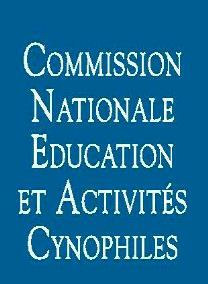 COMMISSION
NATIONALE
EDUCATION
ET ACTIVITÉS
CYNOPHILES